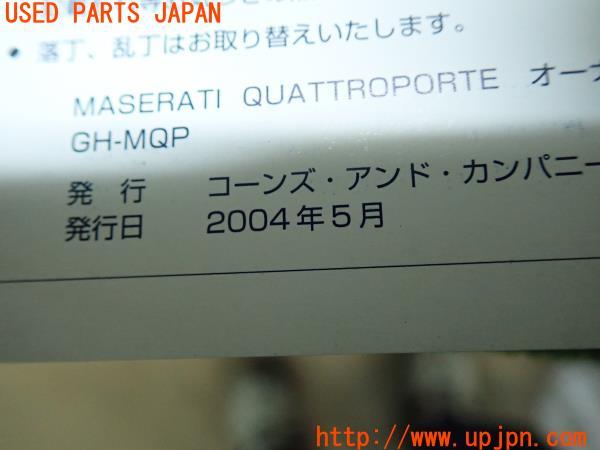 USED PARTS JAPAN
• 落丁、乱丁はお取り替えいたします。
MASERATI QUATTROPORTE オーナ
GH-MQP
発 行 コーンズ・アンド・カンパニー
発行日 2004年5月
http://www.upjpn.com/